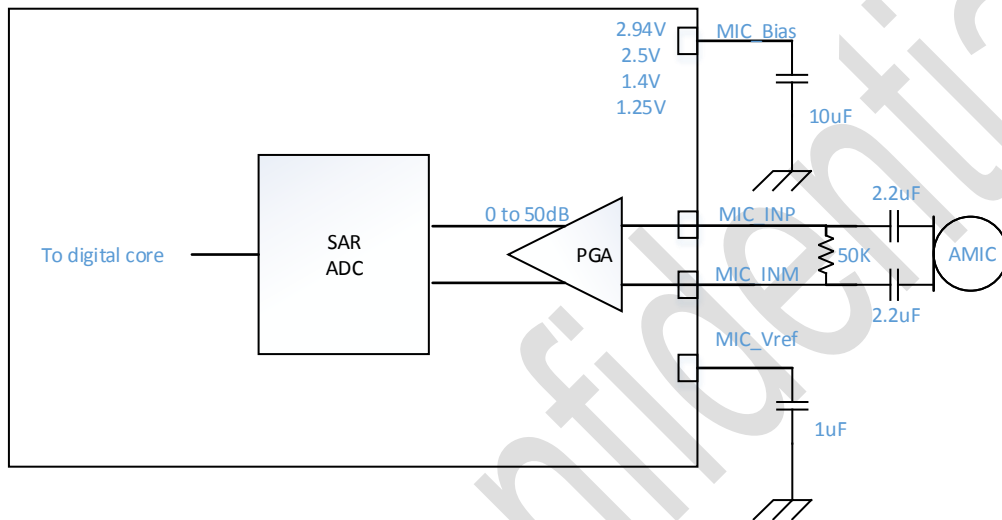 2.94V
MIC_Bias
2.5V
1.4V
1.25V
10uF
2.2uF
0 to 50dB
MIC_INP
To digital core
SAR
ADC
PGA
50K
AMIC
MIC_INM
2.2uF
MIC_Vref
1uF